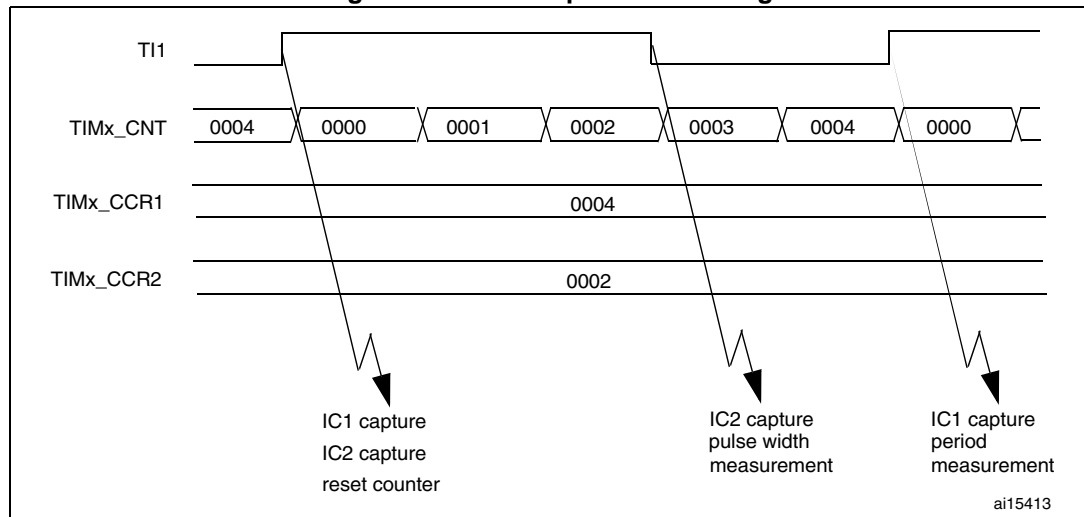 TI1
TIMx_CNT 0004 0000 0001 0002 0003 0004 0000
TIMx_CCR1 0004
TIMx_CCR2 0002
IC1 capture
IC2 capture
reset counter
IC2 capture
pulse width
measurement
IC1 capture
period
measurement
ai15413